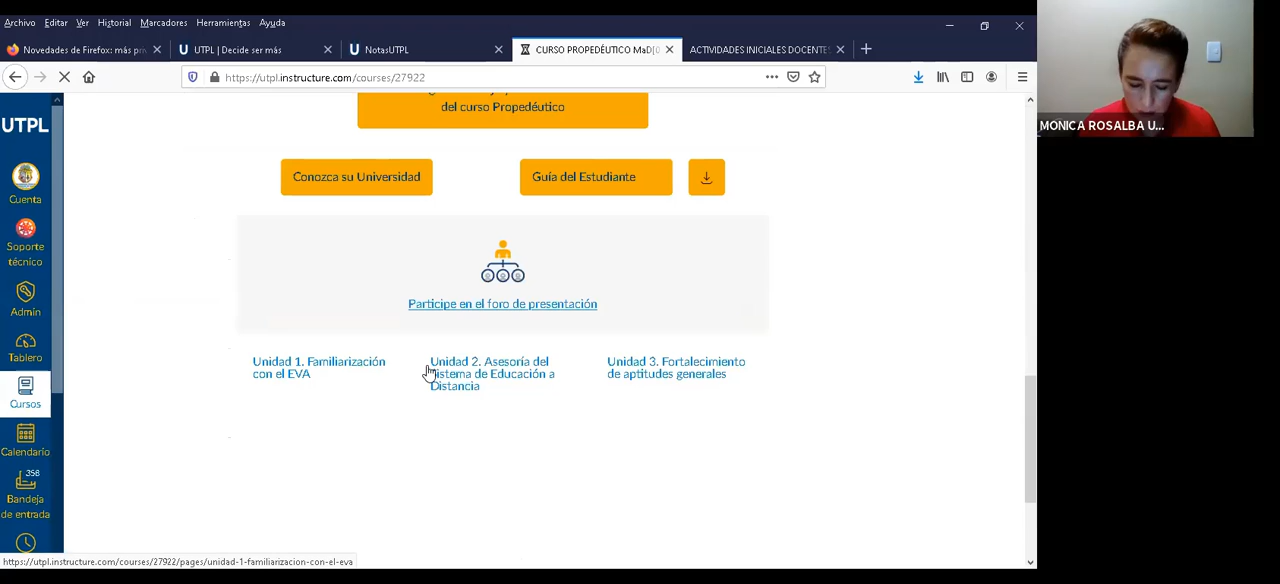 Archivo Editar Ver Historial Marcadores Herramientas Ayuda
Novedades de Firefox: más pri
UTPL | Decide ser más
NotasUTPL
CURSO PROPEDÉUTICO MaD[
ACTIVIDADES INICIALES DOCENTE
https://utpl.instructure.com/courses/27922
UTPL
Cuenta
Soporte
técnico
Admin
Tablero
Cursos
Calendario
358
Bandeja
de entrada
del curso Propedéutico
Conozca su Universidad
Guía del Estudiante
Participe en el foro de presentación
Unidad 1. Familiarización
con el EVA
Unidad 2. Asesoría del
Sistema de Educación a
Distancia
Unidad 3. Fortalecimiento
de aptitudes generales
https://utpl.instructure.com/courses/27922/pages/unidad-1-familiarizacion-con-el-eva
MONICA ROSALBA U...